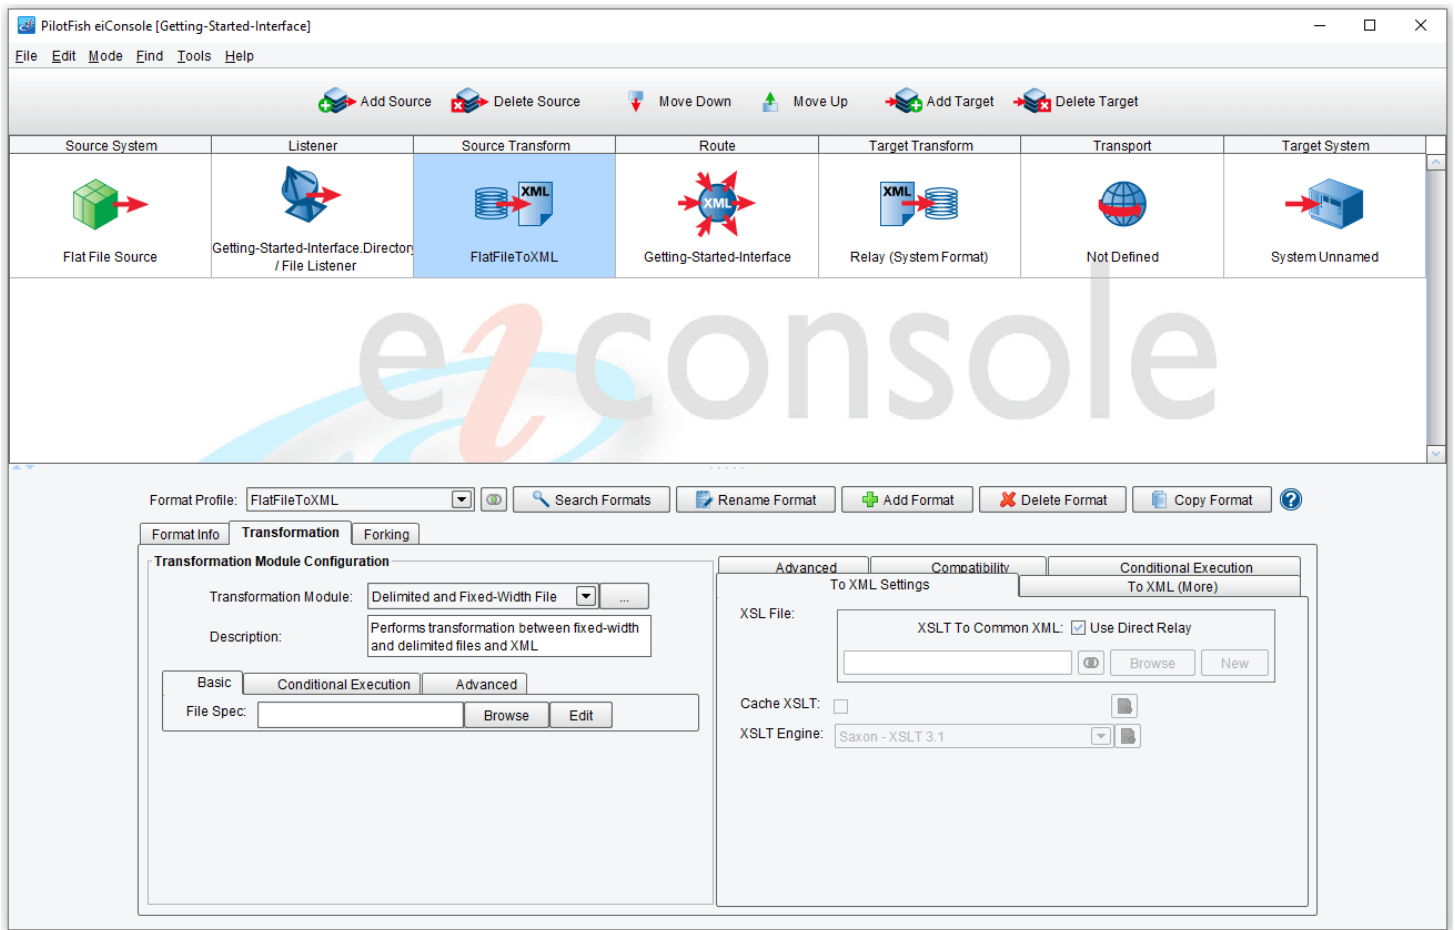 PilotFish eiConsole [Getting-Started-Interface]
File Edit Mode Find Tools Help
Add Source Delete Source Move Down Move Up Add Target Delete Target
Source System Listener Source Transform Route Target Transform Transport Target System
XML XML XML
Flat File Source Getting-Started-Interface.Directory FlatFileToXML Getting-Started-Interface Relay (System Format) Not Defined System Unnamed
/ File Listener
eiconsole
Format Profile: FlatFileToXML Search Formats Rename Format Add Format Delete Format Copy Format ?
Format Info Transformation Forking
Transformation Module Configuration
Advanced Compatibility Conditional Execution
To XML Settings To XML (More)
Transformation Module: Delimited and Fixed-Width File ...
XSL File:
XSLT To Common XML: Use Direct Relay
Description: Performs transformation between fixed-width
and delimited files and XML
Browse New
Basic Conditional Execution Advanced
File Spec: Browse Edit
Cache XSLT:
XSLT Engine: Saxon - XSLT 3.1